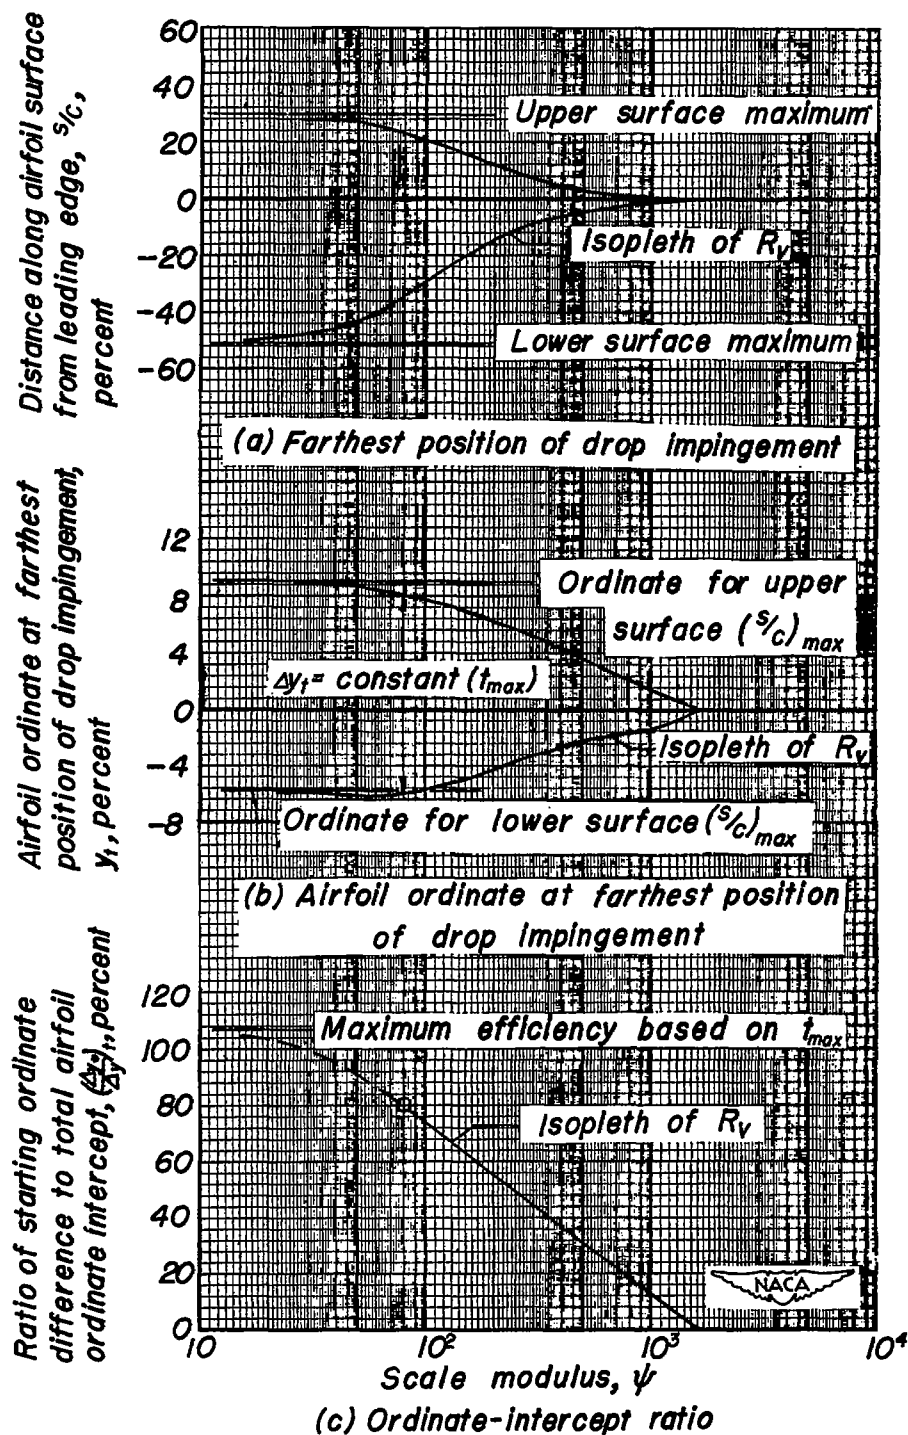 Distance along airfoil surface
from leading edge, s/c,
percent
60
40
20
0
-20
-40
-60
Upper surface maximum
Isopleth of Rv
Lower surface maximum
(a) Farthest position of drop impingement
Airfoil ordinate at farthest
position of drop impingement,
y₁, percent
12
8
4
0
-4
-8
Ordinate for upper
surface (s/c) max
Δy₁= constant (tmax)
Isopleth of Rv
Ordinate for lower surface (s/c) max
(b) Airfoil ordinate at farthest position
of drop impingement
Ratio of starting ordinate
difference to total airfoil
ordinate intercept, percent
120
100
80
60
40
20
0
Maximum efficiency based on tmax
Isopleth of Rv
NACA
10
10²
10³
10⁴
Scale modulus, ψ
(c) Ordinate-intercept ratio